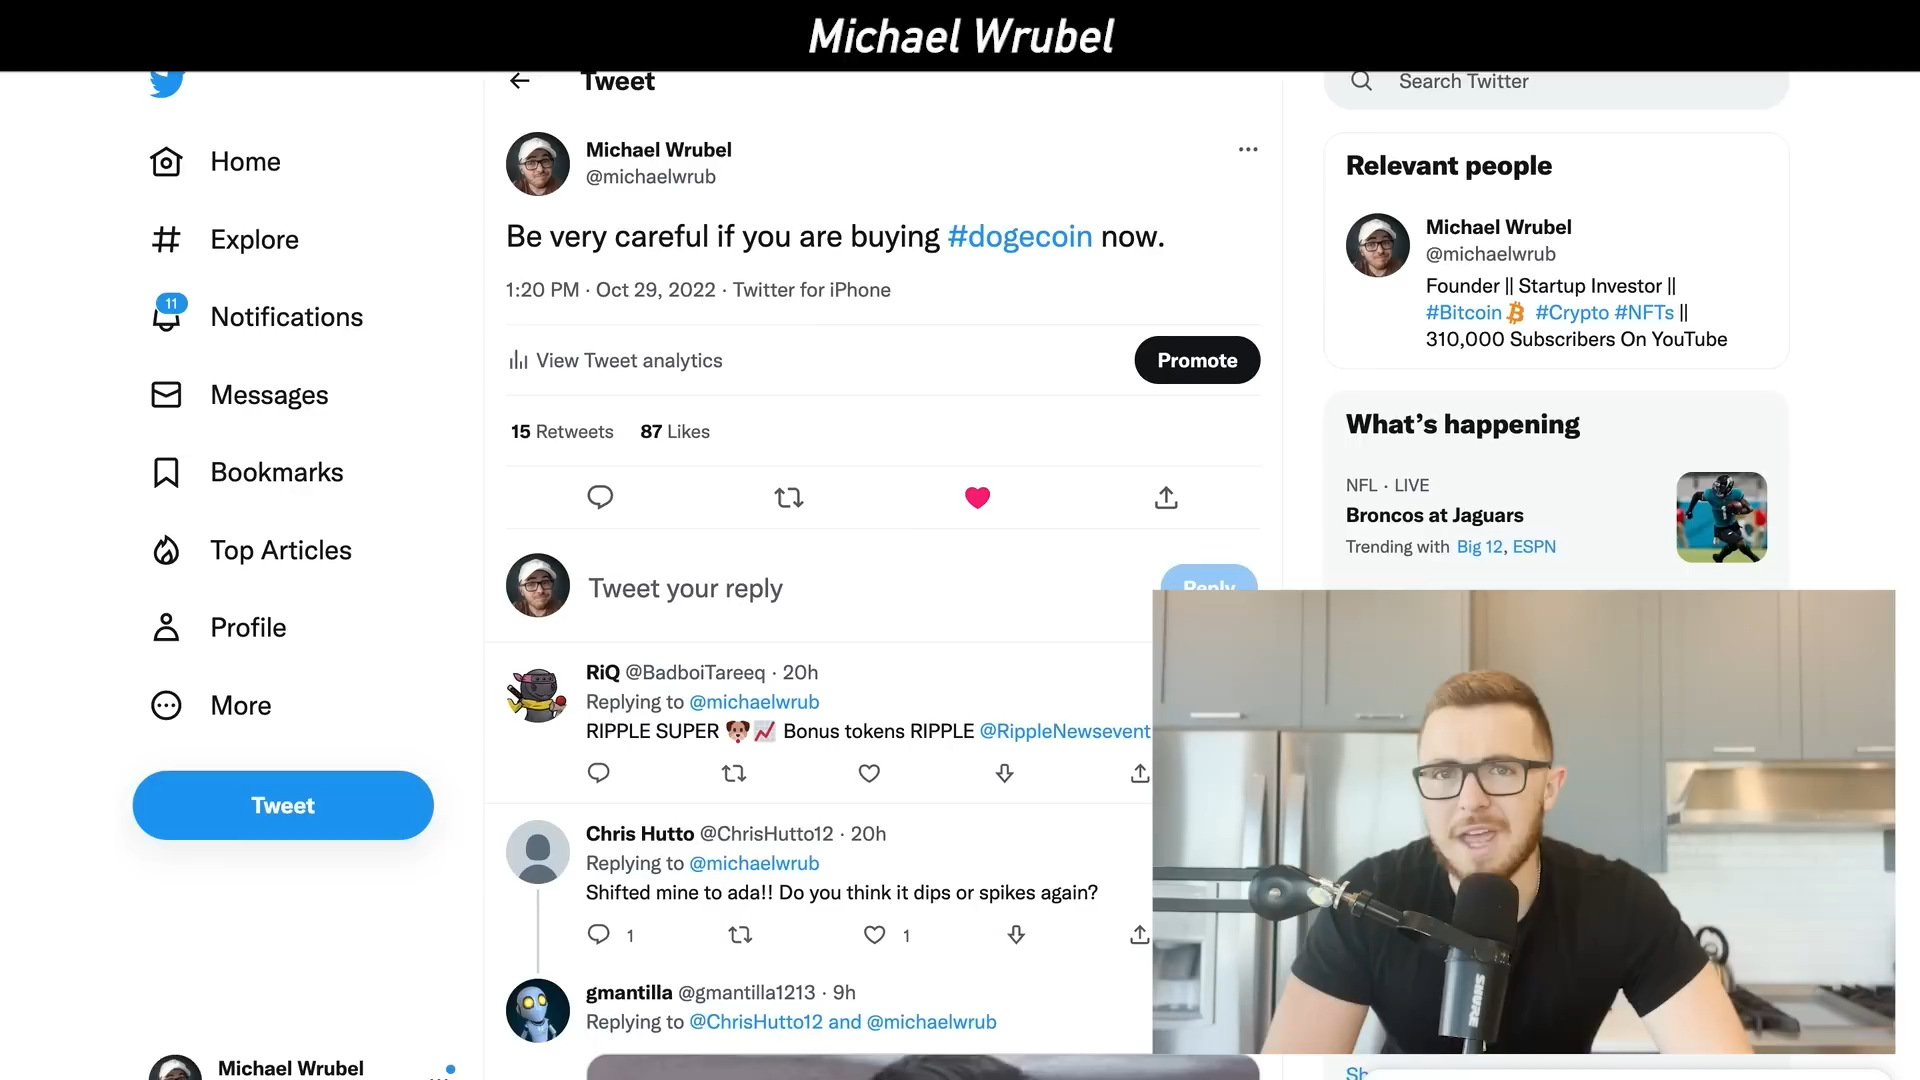 Michael Wrubel
Tweet
Search Twitter
Home
Explore
11
Notifications
Messages
Bookmarks
Top Articles
Profile
More
Tweet
Michael Wrubel
Michael Wrubel
@michaelwrub
Be very careful if you are buying #dogecoin now.
1:20 PM · Oct 29, 2022 · Twitter for iPhone
View Tweet analytics
Promote
15 Retweets 87 Likes
Tweet your reply
Reply
RiQ @BadboiTareeq · 20h
Replying to @michaelwrub
RIPPLE SUPER 🐶📈 Bonus tokens RIPPLE @RippleNewsevent
Chris Hutto @ChrisHutto12 · 20h
Replying to @michaelwrub
Shifted mine to ada!! Do you think it dips or spikes again?
1 1
gmantilla @gmantilla1213 · 9h
Replying to @ChrisHutto12 and @michaelwrub
Relevant people
Michael Wrubel
@michaelwrub
Founder || Startup Investor ||
#Bitcoin #Crypto #NFTs ||
310,000 Subscribers On YouTube
What's happening
NFL · LIVE
Broncos at Jaguars
Trending with Big 12, ESPN
SHURE